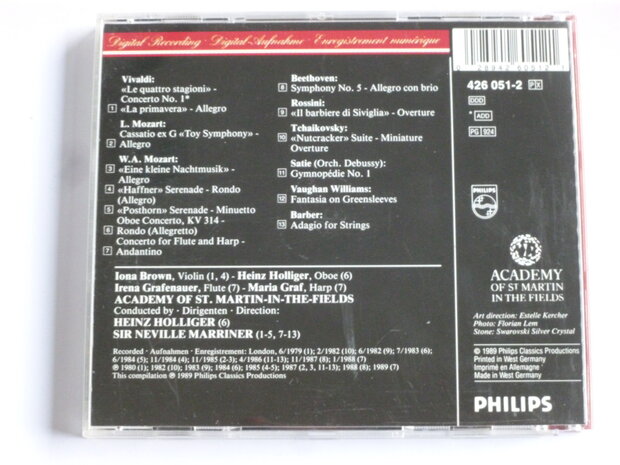 Digital Recording · Digital-Aufnahme · Enregistrement numérique
Vivaldi:
«Le quattro stagioni» -
Concerto No. 1*
1 «La primavera» - Allegro
L. Mozart:
Cassatio ex G «Toy Symphony» -
2 Allegro
W.A. Mozart:
3 «Eine kleine Nachtmusik» -
Allegro
4 «Haffner» Serenade - Rondo
(Allegro)
5 «Posthorn» Serenade - Minuetto
Oboe Concerto, KV 314 -
6 Rondo (Allegretto)
Concerto for Flute and Harp -
7 Andantino
Beethoven:
8 Symphony No. 5 - Allegro con brio
Rossini:
9 «Il barbiere di Siviglia» - Overture
Tchaikovsky:
10 «Nutcracker» Suite - Miniature
Overture
Satie (Orch. Debussy):
11 Gymnopédie No. 1
Vaughan Williams:
12 Fantasia on Greensleeves
Barber:
13 Adagio for Strings
Iona Brown, Violin (1, 4) - Heinz Holliger, Oboe (6)
Irena Grafenauer, Flute (7) - Maria Graf, Harp (7)
ACADEMY OF ST. MARTIN-IN-THE-FIELDS
Conducted by · Dirigenten · Direction:
HEINZ HOLLIGER (6)
SIR NEVILLE MARRINER (1-5, 7-13)
Recorded · Aufnahmen · Enregistrement: London, 6/1979 (1); 2/1982 (10); 6/1982 (9); 7/1983 (6);
6/1984 (5); 11/1984 (4); 11/1985 (2-3); 4/1986 (11-13); 11/1987 (8); 1/1988 (7)
℗ 1980 (1); 1982 (10); 1983 (9); 1984 (6); 1985 (4-5); 1987 (2, 3, 11-13); 1988 (8); 1989 (7)
This compilation ℗ 1989 Philips Classics Productions
0 28942 60512
426 051-2 PX
DDD
* ADD
PG 924
PHILIPS
ACADEMY
OF ST MARTIN
IN THE FIELDS
Art direction: Estelle Kercher
Photo: Florian Lem
Stone: Swarovski Silver Crystal
© 1989 Philips Classics Productions
Printed in West Germany
Imprimé en Allemagne
Made in West Germany
PHILIPS